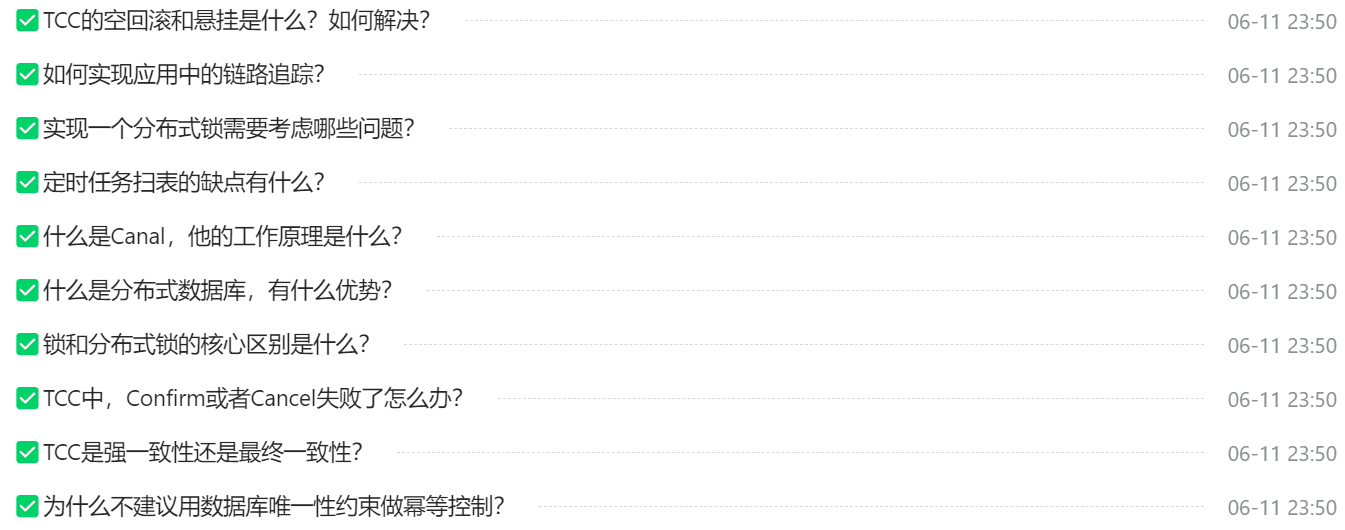 TCC的空回滚和悬挂是什么？如何解决？ 06-11 23:50
如何实现应用中的链路追踪？ 06-11 23:50
实现一个分布式锁需要考虑哪些问题？ 06-11 23:50
定时任务扫表的缺点有什么？ 06-11 23:50
什么是Canal，他的工作原理是什么？ 06-11 23:50
什么是分布式数据库，有什么优势？ 06-11 23:50
锁和分布式锁的核心区别是什么？ 06-11 23:50
TCC中，Confirm或者Cancel失败了怎么办？ 06-11 23:50
TCC是强一致性还是最终一致性？ 06-11 23:50
为什么不建议用数据库唯一性约束做幂等控制？ 06-11 23:50